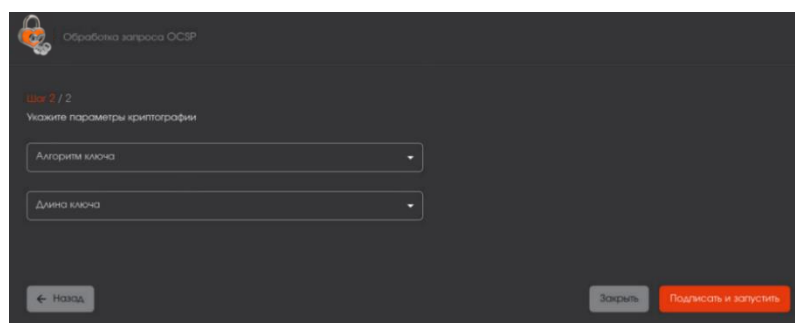 Обработка запроса OCSP
Шаг 2 / 2
Укажите параметры криптографии
Алгоритм ключа
Длина ключа
← Назад
Закрыть
Подписать и запустить